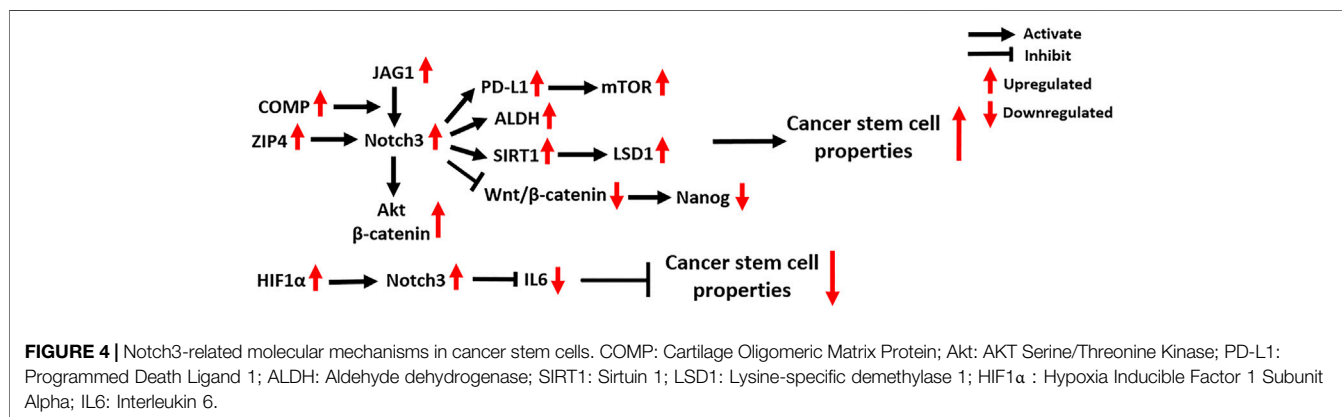 JAG1
COMP
ZIP4
Notch3
PD-L1
mTOR
ALDH
SIRT1
LSD1
Wnt/β-catenin
Nanog
Akt
β-catenin
Cancer stem cell
properties
Activate
Inhibit
Upregulated
Downregulated
HIF1α
Notch3
IL6
Cancer stem cell
properties
FIGURE 4 | Notch3-related molecular mechanisms in cancer stem cells. COMP: Cartilage Oligomeric Matrix Protein; Akt: AKT Serine/Threonine Kinase; PD-L1:
Programmed Death Ligand 1; ALDH: Aldehyde dehydrogenase; SIRT1: Sirtuin 1; LSD1: Lysine-specific demethylase 1; HIF1α : Hypoxia Inducible Factor 1 Subunit
Alpha; IL6: Interleukin 6.